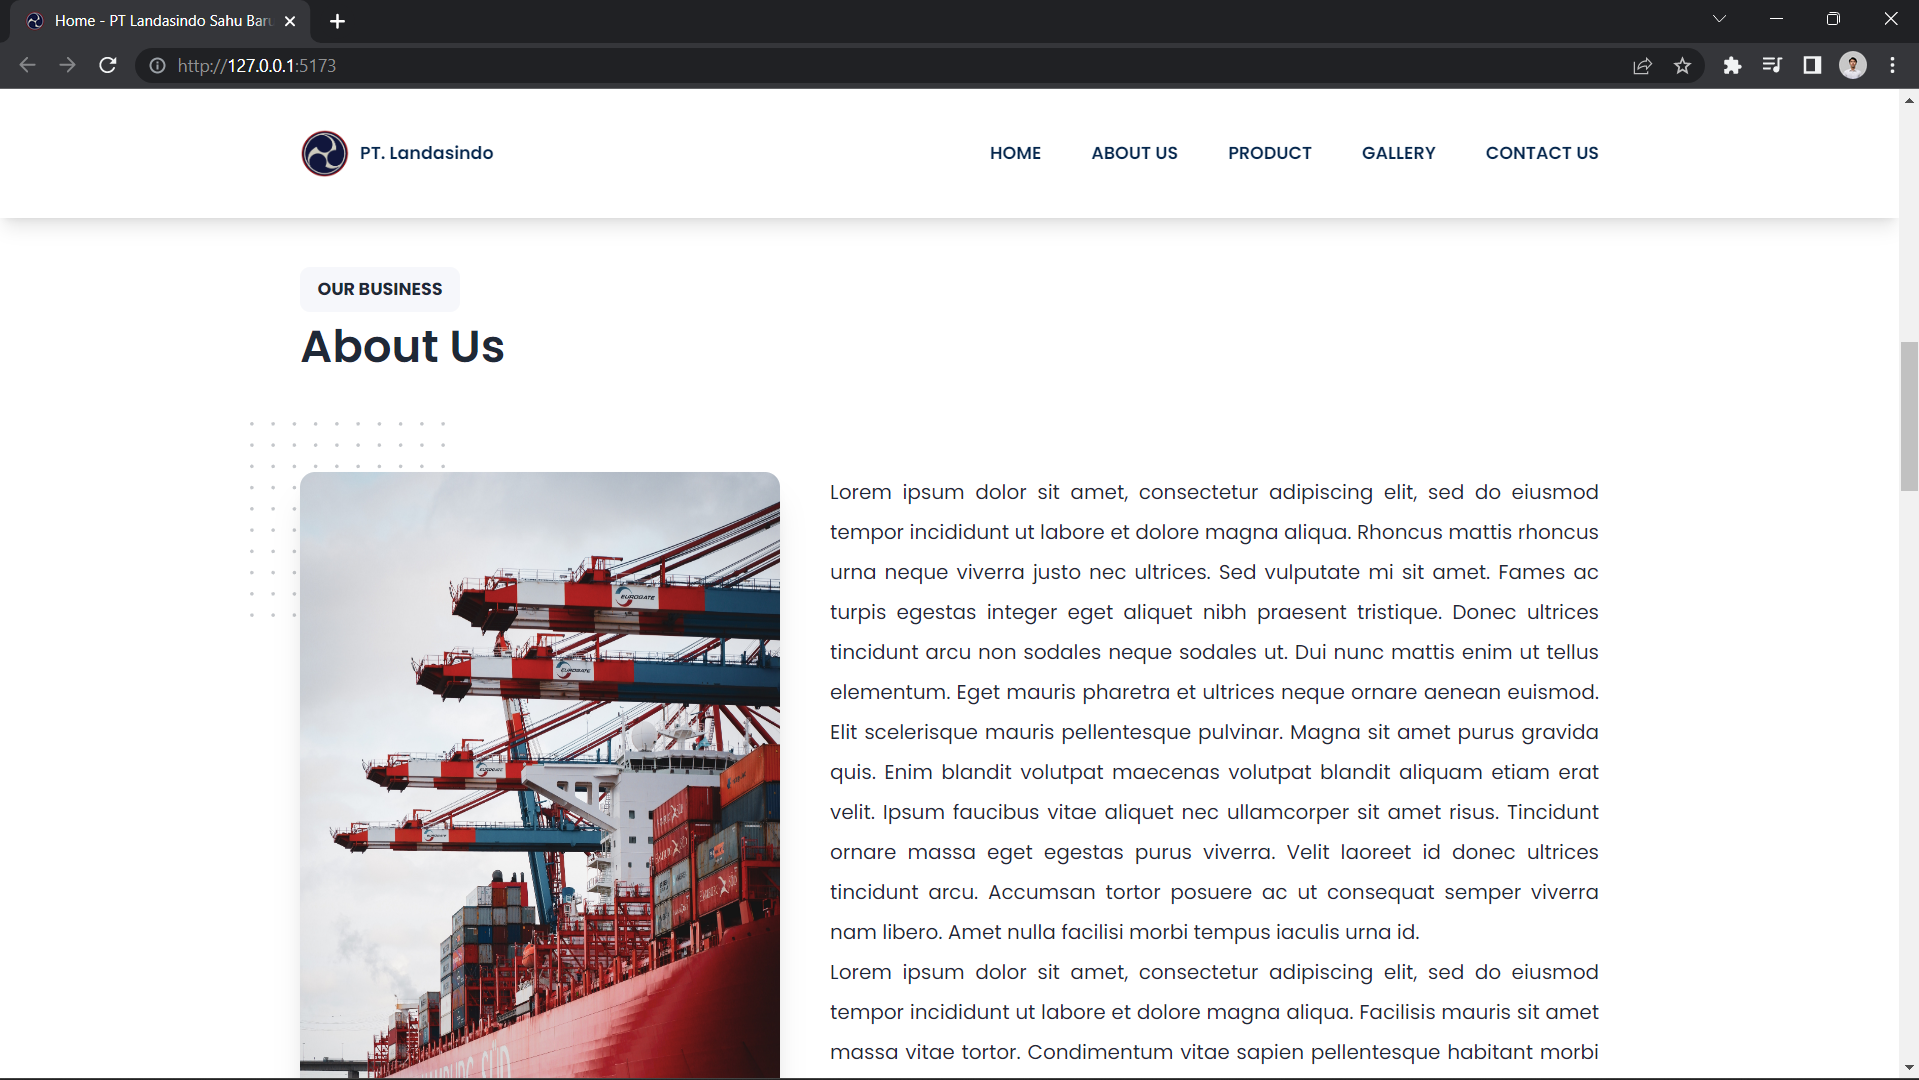 Home - PT Landasindo Sahu Baru
http://127.0.0.1:5173
PT. Landasindo
HOME
ABOUT US
PRODUCT
GALLERY
CONTACT US
OUR BUSINESS
About Us
EUROGATE
EUROGATE
EUROGATE
EUROGATE
Lorem ipsum dolor sit amet, consectetur adipiscing elit, sed do eiusmod
tempor incididunt ut labore et dolore magna aliqua. Rhoncus mattis rhoncus
urna neque viverra justo nec ultrices. Sed vulputate mi sit amet. Fames ac
turpis egestas integer eget aliquet nibh praesent tristique. Donec ultrices
tincidunt arcu non sodales neque sodales ut. Dui nunc mattis enim ut tellus
elementum. Eget mauris pharetra et ultrices neque ornare aenean euismod.
Elit scelerisque mauris pellentesque pulvinar. Magna sit amet purus gravida
quis. Enim blandit volutpat maecenas volutpat blandit aliquam etiam erat
velit. Ipsum faucibus vitae aliquet nec ullamcorper sit amet risus. Tincidunt
ornare massa eget egestas purus viverra. Velit laoreet id donec ultrices
tincidunt arcu. Accumsan tortor posuere ac ut consequat semper viverra
nam libero. Amet nulla facilisi morbi tempus iaculis urna id.
Lorem ipsum dolor sit amet, consectetur adipiscing elit, sed do eiusmod
tempor incididunt ut labore et dolore magna aliqua. Facilisis mauris sit amet
massa vitae tortor. Condimentum vitae sapien pellentesque habitant morbi